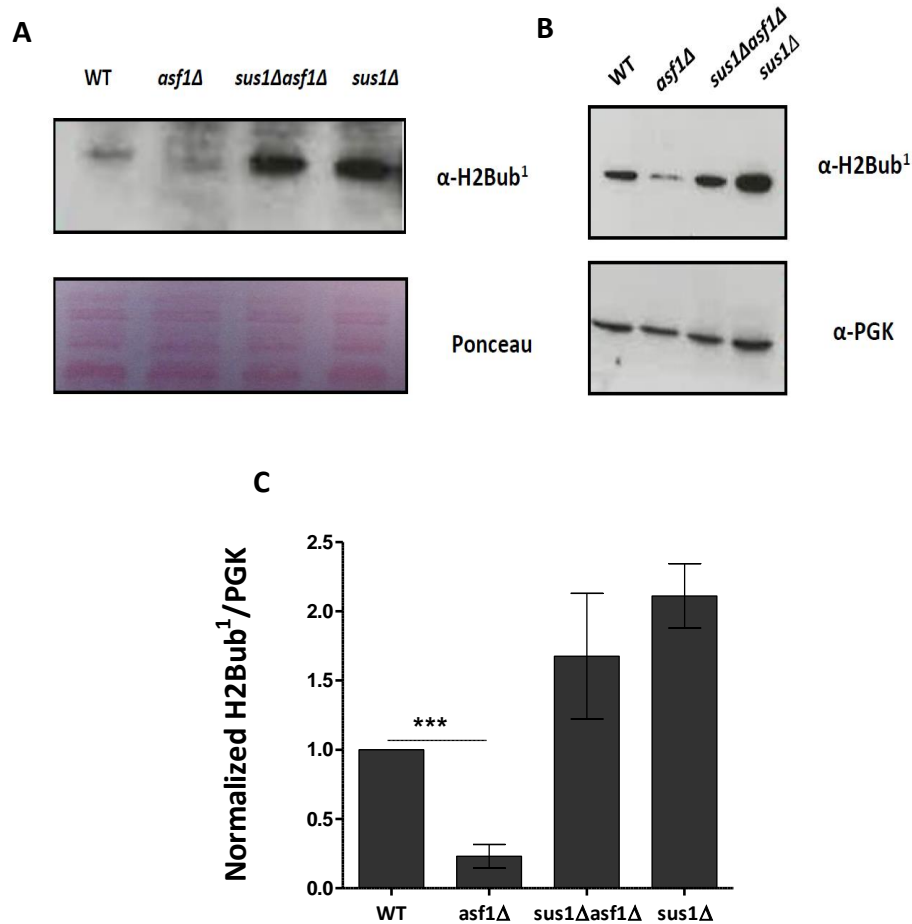 A
WT asf1Δ sus1Δasf1Δ sus1Δ
α-H2Bub¹
Ponceau
B
WT asf1Δ sus1Δasf1Δ sus1Δ
α-H2Bub¹
α-PGK
C
Normalized H2Bub¹/PGK
2.5
2.0
1.5
1.0
0.5
0.0
***
WT asf1Δ sus1Δasf1Δ sus1Δ